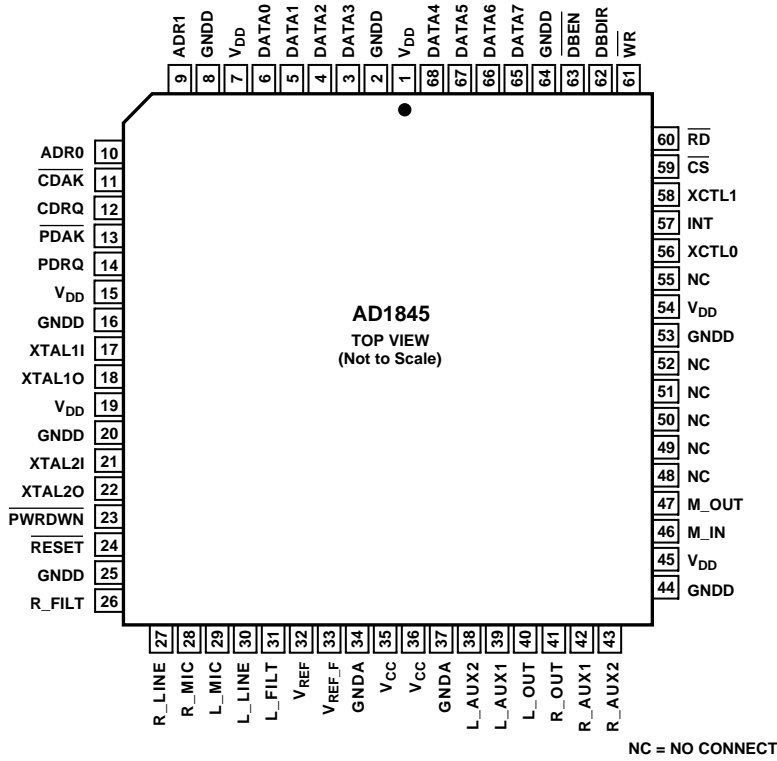 ADR1 GNDD VDD DATA0 DATA1 DATA2 DATA3 GNDD VDD DATA4 DATA5 DATA6 DATA7 GNDD DBEN DBDIR WR
9 8 7 6 5 4 3 2 1 68 67 66 65 64 63 62 61
ADR0 10
CDAK 11
CDRQ 12
PDAK 13
PDRQ 14
VDD 15
GNDD 16
XTAL1I 17
XTAL1O 18
VDD 19
GNDD 20
XTAL2I 21
XTAL2O 22
PWRDWN 23
RESET 24
GNDD 25
R_FILT 26
AD1845
TOP VIEW
(Not to Scale)
60 RD
59 CS
58 XCTL1
57 INT
56 XCTL0
55 NC
54 VDD
53 GNDD
52 NC
51 NC
50 NC
49 NC
48 NC
47 M_OUT
46 M_IN
45 VDD
44 GNDD
27 28 29 30 31 32 33 34 35 36 37 38 39 40 41 42 43
R_LINE R_MIC L_MIC L_LINE L_FILT VREF VREF_F GNDA VCC VCC GNDA L_AUX2 L_AUX1 L_OUT R_OUT R_AUX1 R_AUX2
NC = NO CONNECT